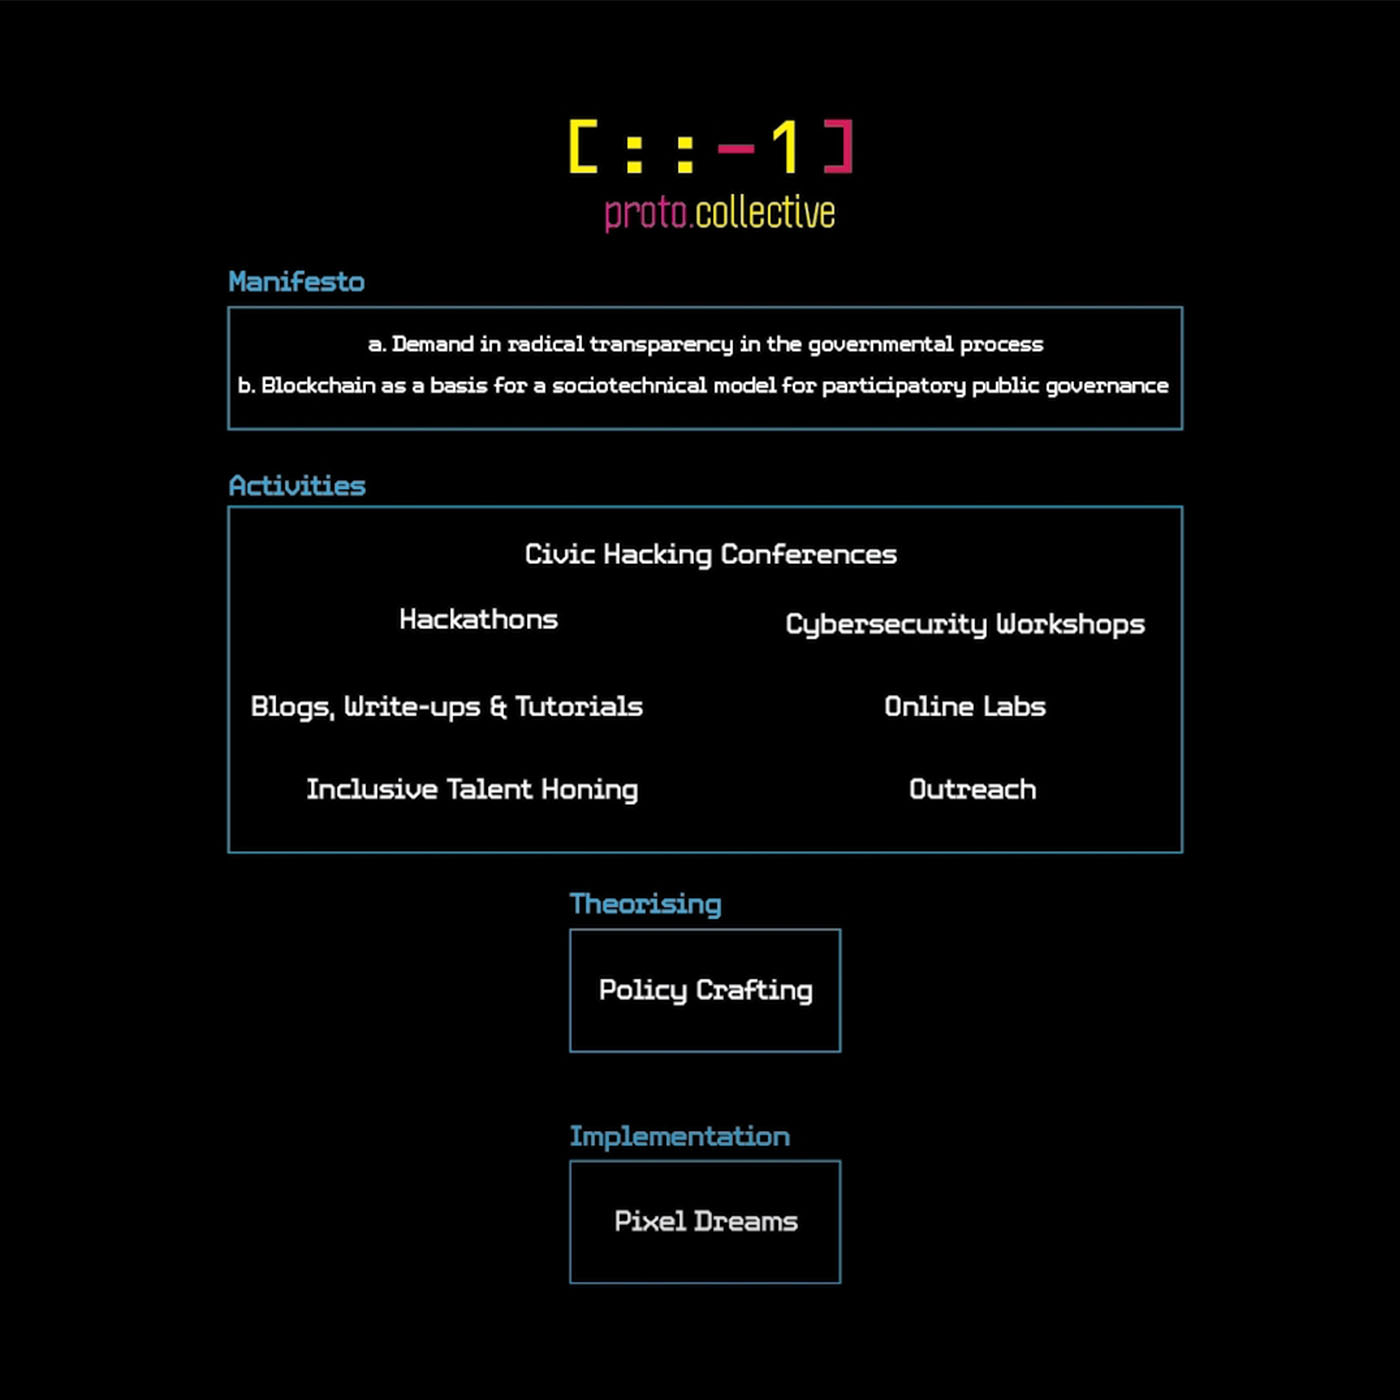 [::-1]
proto.collective
Manifesto
a. Demand in radical transparency in the governmental process
b. Blockchain as a basis for a sociotechnical model for participatory public governance
Activities
Civic Hacking Conferences
Hackathons
Cybersecurity Workshops
Blogs, Write-ups & Tutorials
Online Labs
Inclusive Talent Honing
Outreach
Theorising
Policy Crafting
Implementation
Pixel Dreams